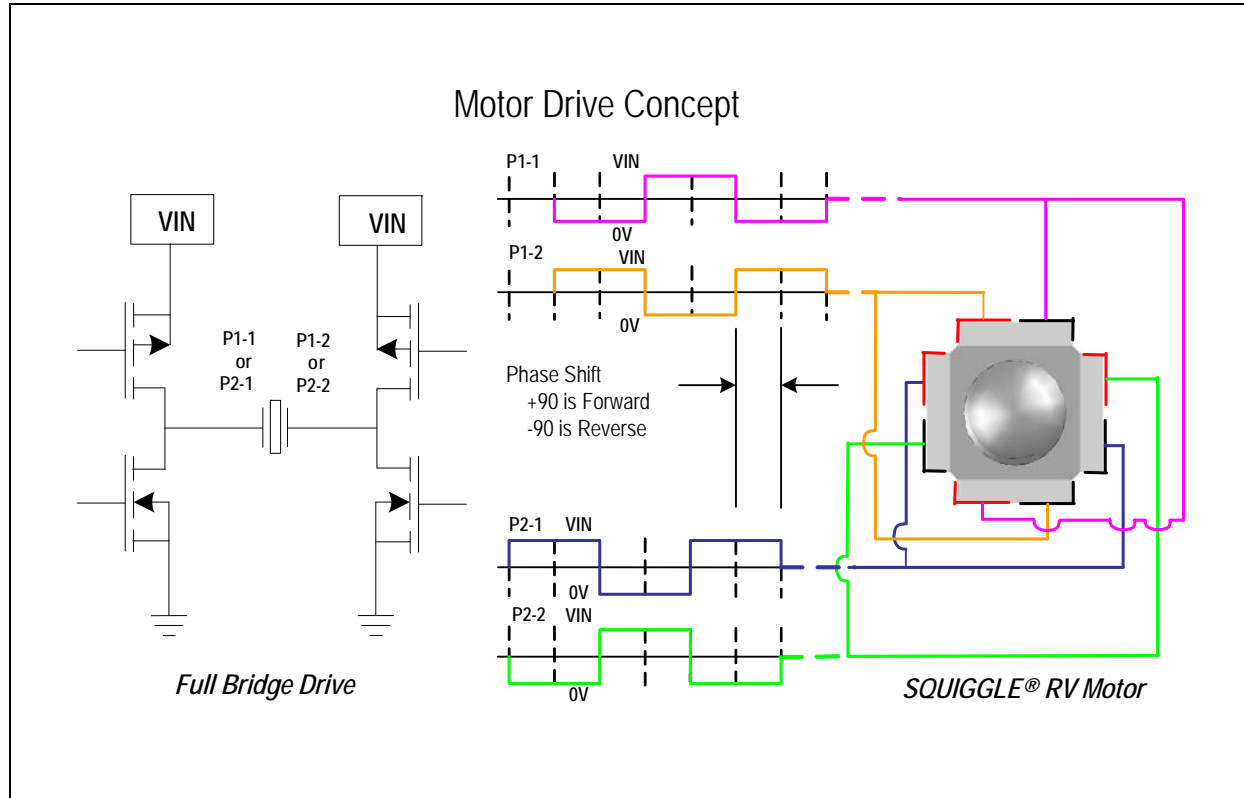 Motor Drive Concept
VIN
VIN
P1-1
or
P2-1
P1-2
or
P2-2
Full Bridge Drive
P1-1
VIN
0V
P1-2
VIN
0V
Phase Shift
+90 is Forward
-90 is Reverse
P2-1
VIN
0V
P2-2
VIN
0V
SQUIGGLE® RV Motor